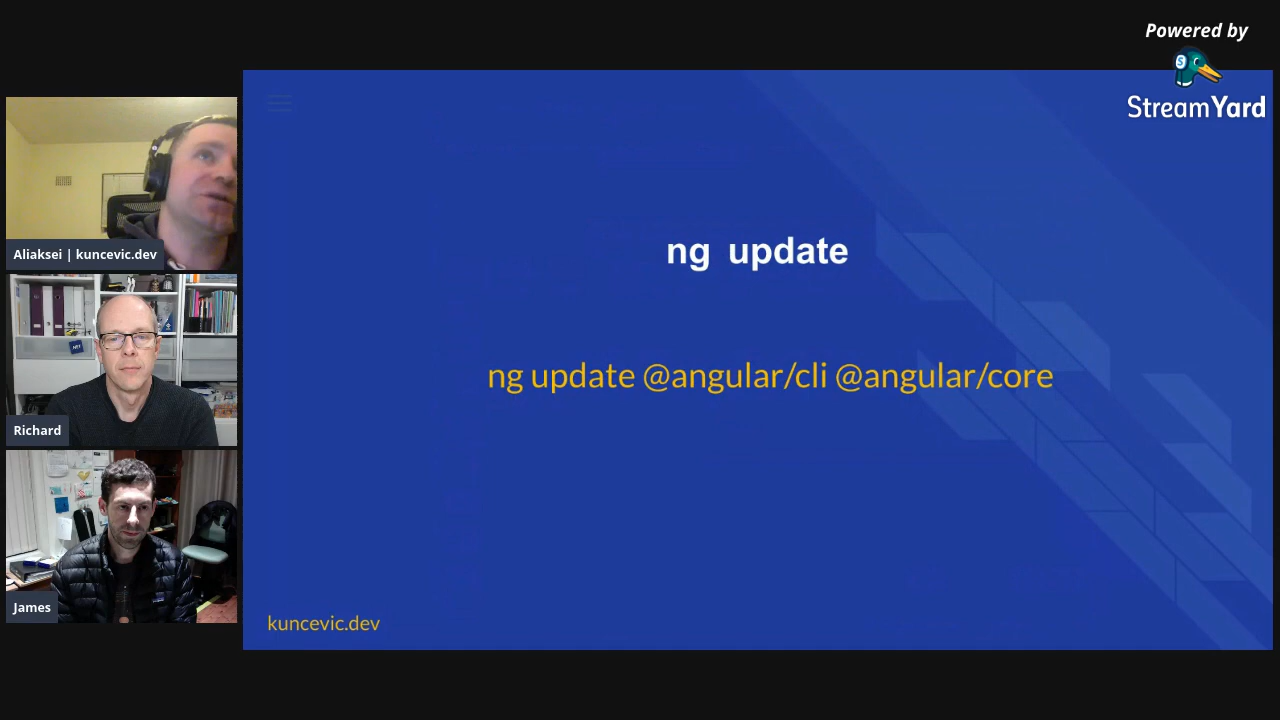 Powered by
StreamYard
Aliaksei | kuncevic.dev
Richard
James
ng update
ng update @angular/cli @angular/core
kuncevic.dev